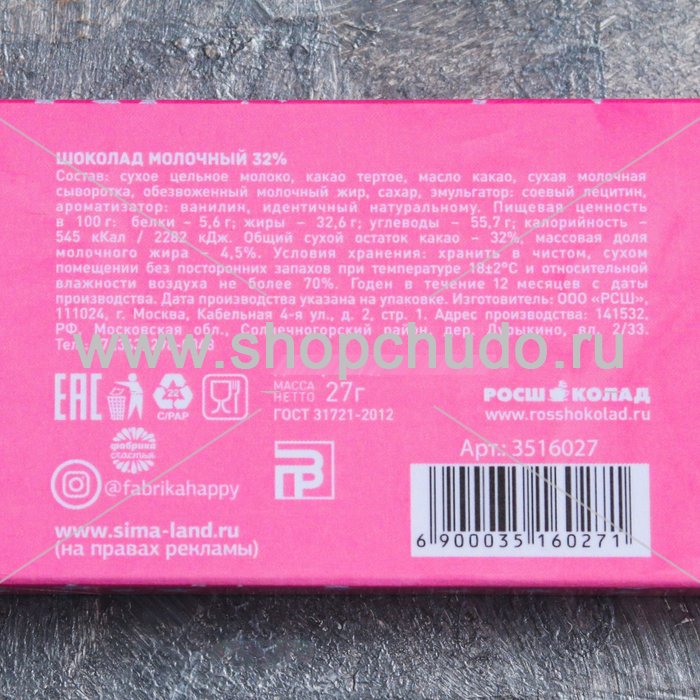 ШОКОЛАД МОЛОЧНЫЙ 32%
Состав: сухое цельное молоко, какао тертое, масло какао, сухая молочная
сыворотка, обезвоженный молочный жир, сахар, эмульгатор: соевый лецитин,
ароматизатор: ванилин, идентичный натуральному. Пищевая ценность
в 100 г: белки – 5,6 г; жиры – 32,6 г; углеводы – 55,7 г; калорийность –
545 кКал / 2282 кДж. Общий сухой остаток какао – 32%, массовая доля
молочного жира – 4,5%. Условия хранения: хранить в чистом, сухом
помещении без посторонних запахов при температуре 18±2°С и относительной
влажности воздуха не более 70%. Годен в течение 12 месяцев с даты
производства. Дата производства указана на упаковке. Изготовитель: ООО «РСШ»,
111024, г. Москва, Кабельная 4-я ул., д. 2, стр. 1. Адрес производства: 141532,
РФ, Московская обл., Солнечногорский район, дер. Лугыкино, вл. 2/33.
Тел.:
www.shopchudo.ru
ЕАС
22
C/PAP
МАССА
НЕТТО 27г
ГОСТ 31721-2012
РОСШОКОЛАД
www.rosshokolad.ru
фабрика
счастья
@fabrikahappy
Арт.: 3516027
www.sima-land.ru
(на правах рекламы)
6 900035 160271